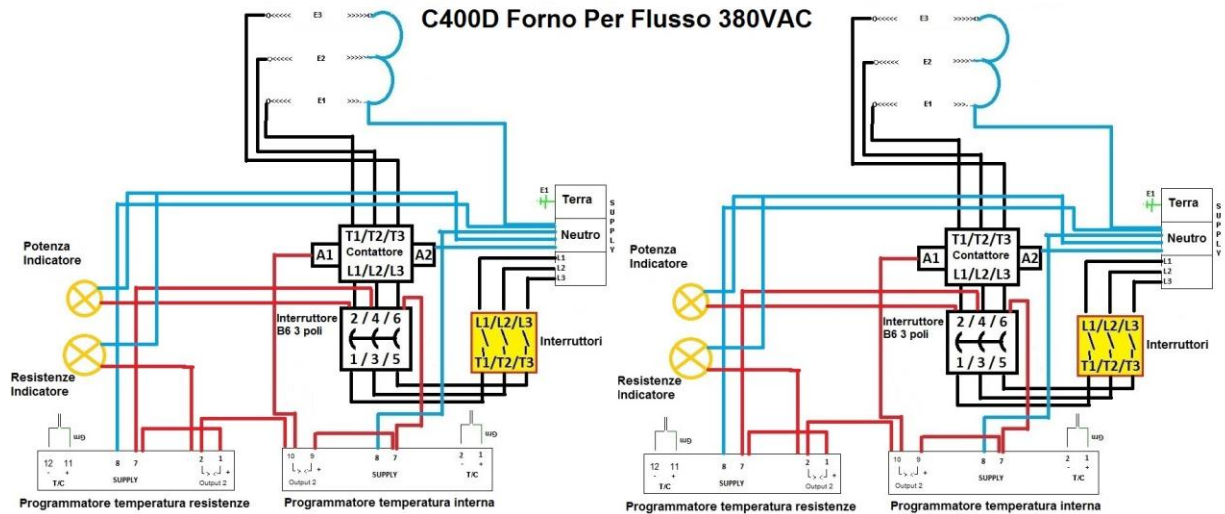 C400D Forno Per Flusso 380VAC
E3
E2
E1
E1
Terra
Neutro
SUPPLY
L1
L2
L3
T1/T2/T3
Contattore
L1/L2/L3
A1
A2
Potenza
Indicatore
Interruttore
B6 3 poli
2 / 4 / 6
1 / 3 / 5
L1/L2/L3
T1/T2/T3
Interruttori
Resistenze
Indicatore
Grn
12 11
- +
T/C
8 7
SUPPLY
2 1
+
Output 2
Programmatore temperatura resistenze
10 9
+
Output 2
8 7
SUPPLY
Grn
2 1
- +
T/C
Programmatore temperatura interna
E3
E2
E1
E1
Terra
Neutro
SUPPLY
L1
L2
L3
T1/T2/T3
Contattore
L1/L2/L3
A1
A2
Potenza
Indicatore
Interruttore
B6 3 poli
2 / 4 / 6
1 / 3 / 5
L1/L2/L3
T1/T2/T3
Interruttori
Resistenze
Indicatore
Grn
12 11
- +
T/C
8 7
SUPPLY
2 1
+
Output 2
Programmatore temperatura resistenze
10 9
+
Output 2
8 7
SUPPLY
Grn
2 1
- +
T/C
Programmatore temperatura interna